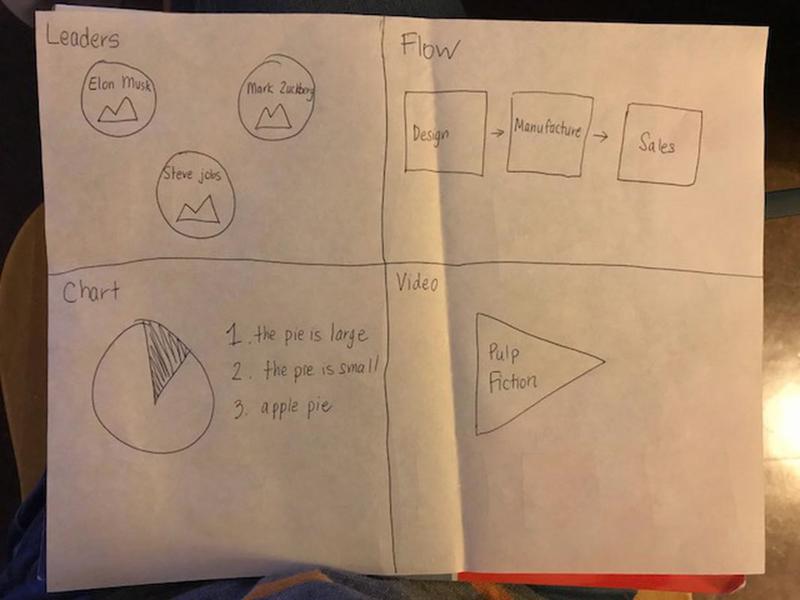 Leaders
Elon Musk
Mark Zuckberg
Steve jobs
Flow
Design
Manufacture
Sales
Chart
1. the pie is large
2. the pie is small
3. apple pie
Video
Pulp
Fiction